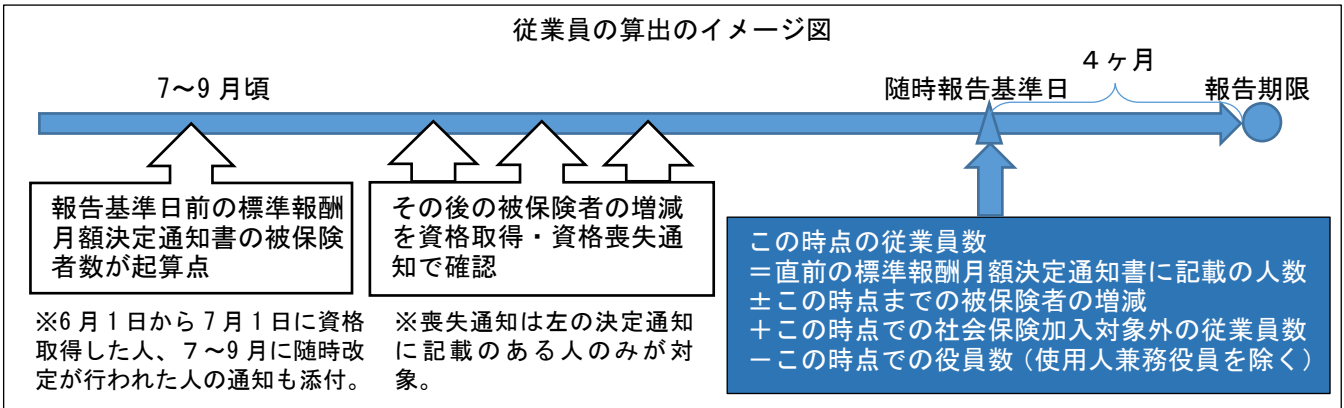 従業員の算出のイメージ図
7～9月頃
随時報告基準日
４ヶ月
報告期限
報告基準日前の標準報酬
月額決定通知書の被保険
者数が起算点
その後の被保険者の増減
を資格取得・資格喪失通
知で確認
この時点の従業員数
＝直前の標準報酬月額決定通知書に記載の人数
±この時点までの被保険者の増減
＋この時点での社会保険加入対象外の従業員数
－この時点での役員数（使用人兼務役員を除く）
※6月1日から7月1日に資格
取得した人、７～9月に随時改
定が行われた人の通知も添付。
※喪失通知は左の決定通知
に記載のある人のみが対
象。